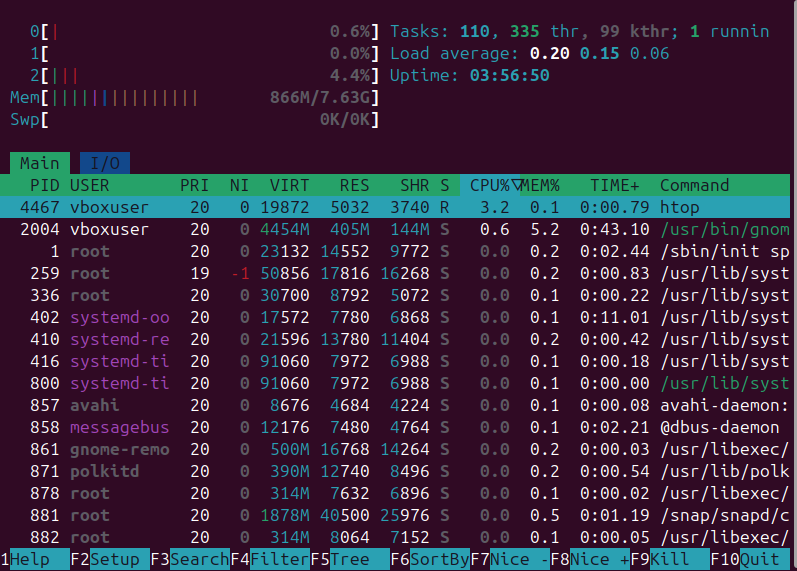 0[| 0.6%] Tasks: 110, 335 thr, 99 kthr; 1 runnin
1[ 0.0%] Load average: 0.20 0.15 0.06
2[||| 4.4%] Uptime: 03:56:50
Mem[||||||||||||||||| 866M/7.63G]
Swp[ 0K/0K]
Main I/O
PID USER PRI NI VIRT RES SHR S CPU%▽MEM% TIME+ Command
4467 vboxuser 20 0 19872 5032 3740 R 3.2 0.1 0:00.79 htop
2004 vboxuser 20 0 4454M 405M 144M S 0.6 5.2 0:43.10 /usr/bin/gnom
1 root 20 0 23132 14552 9772 S 0.0 0.2 0:02.44 /sbin/init sp
259 root 19 -1 50856 17816 16268 S 0.0 0.2 0:00.83 /usr/lib/syst
336 root 20 0 30700 8792 5072 S 0.0 0.1 0:00.22 /usr/lib/syst
402 systemd-oo 20 0 17572 7780 6868 S 0.0 0.1 0:11.01 /usr/lib/syst
410 systemd-re 20 0 21596 13780 11404 S 0.0 0.2 0:00.42 /usr/lib/syst
416 systemd-ti 20 0 91060 7972 6988 S 0.0 0.1 0:00.18 /usr/lib/syst
800 systemd-ti 20 0 91060 7972 6988 S 0.0 0.1 0:00.00 /usr/lib/syst
857 avahi 20 0 8676 4684 4224 S 0.0 0.1 0:00.08 avahi-daemon:
858 messagebus 20 0 12176 7480 4764 S 0.0 0.1 0:02.21 @dbus-daemon
861 gnome-remo 20 0 500M 16768 14264 S 0.0 0.2 0:00.03 /usr/libexec/
871 polkitd 20 0 390M 12740 8496 S 0.0 0.2 0:00.54 /usr/lib/polk
878 root 20 0 314M 7632 6896 S 0.0 0.1 0:00.02 /usr/libexec/
881 root 20 0 1878M 40500 25976 S 0.0 0.5 0:01.19 /snap/snapd/c
882 root 20 0 314M 8064 7152 S 0.0 0.1 0:00.05 /usr/libexec/
1Help F2Setup F3SearchF4FilterF5Tree F6SortByF7Nice -F8Nice +F9Kill F10Quit